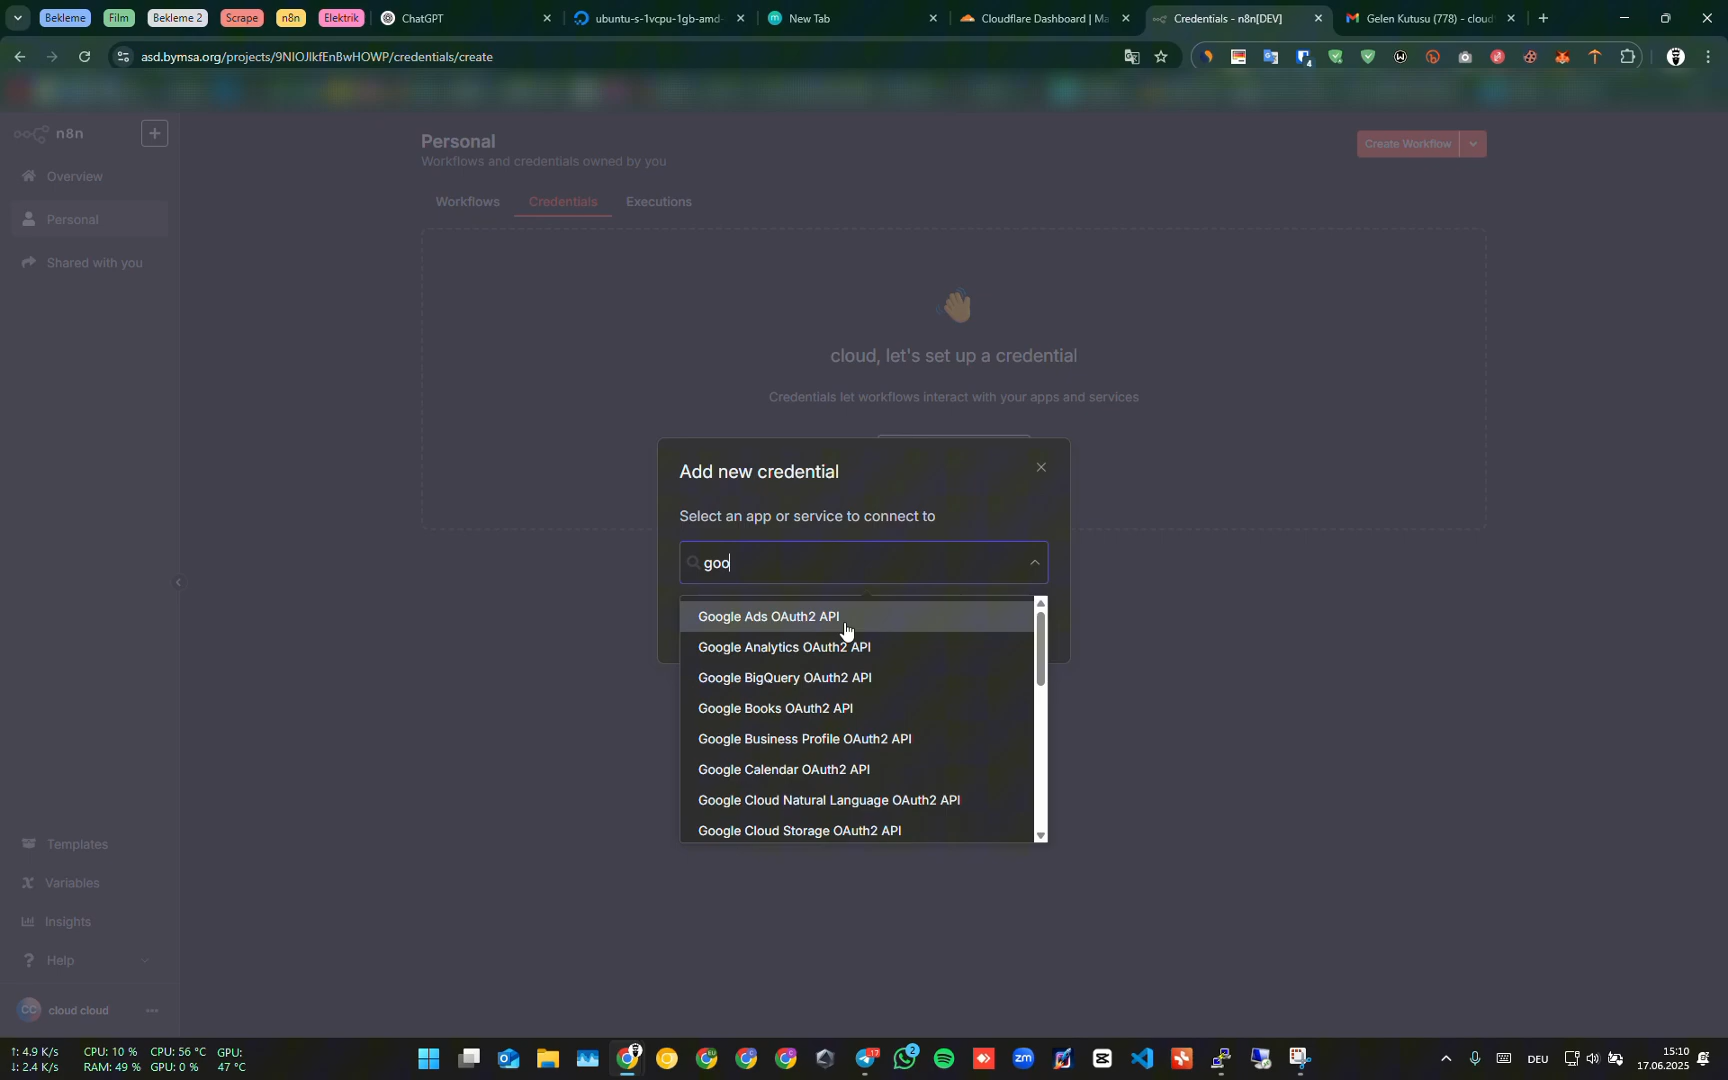 Bekleme
Film
Bekleme 2
Scrape
n8n
Elektrik
ChatGPT
ubuntu-s-1vcpu-1gb-amd-
New Tab
Cloudflare Dashboard | Ma
Credentials - n8n[DEV]
Gelen Kutusu (778) - cloud
asd.bymsa.org/projects/9NIOJlkfEnBwHOWP/credentials/create
4
n8n
Overview
Personal
Shared with you
Personal
Workflows and credentials owned by you
Create Workflow
Workflows
Credentials
Executions
cloud, let's set up a credential
Credentials let workflows interact with your apps and services
Add new credential
Select an app or service to connect to
goo
Google Ads OAuth2 API
Google Analytics OAuth2 API
Google BigQuery OAuth2 API
Google Books OAuth2 API
Google Business Profile OAuth2 API
Google Calendar OAuth2 API
Google Cloud Natural Language OAuth2 API
Google Cloud Storage OAuth2 API
Templates
Variables
Insights
Help
CC cloud cloud
↑: 4.9 K/s CPU: 10 % CPU: 56 °C GPU:
↓: 2.4 K/s RAM: 49 % GPU: 0 % 47 °C
17
2
zm
DEU
15:10
17.06.2025